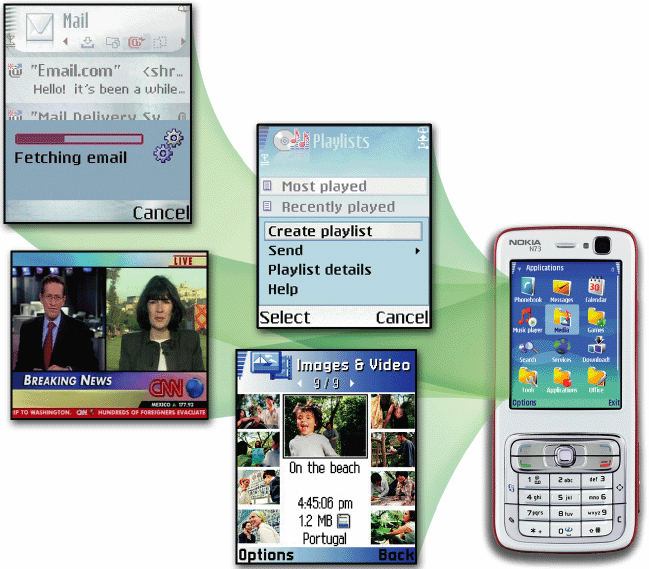 Mail
"Email.com" <shr...
Hello! it's been a while...
"Mail Delivery Sy
Fetching email
Cancel
Playlists
Most played
Recently played
Create playlist
Send
Playlist details
Help
Select Cancel
LIVE
BREAKING NEWS CNN
MEXICO 177.93
IP TO WASHINGTON. CNN. HUNDREDS OF FOREIGNERS EVACUATE
Images & Video
9 / 9
On the beach
4:45:06 pm
1.2 MB
Portugal
Options Back
NOKIA
N73
Applications
Phonebook Messages Calendar
Music player Media Games
Search Services Download!
Tools Applications Office
Options Exit
1 2 abc def 3
4 ghi 5 jkl mno 6
7pqrs 8 tuv wxyz 9
* + 0 #